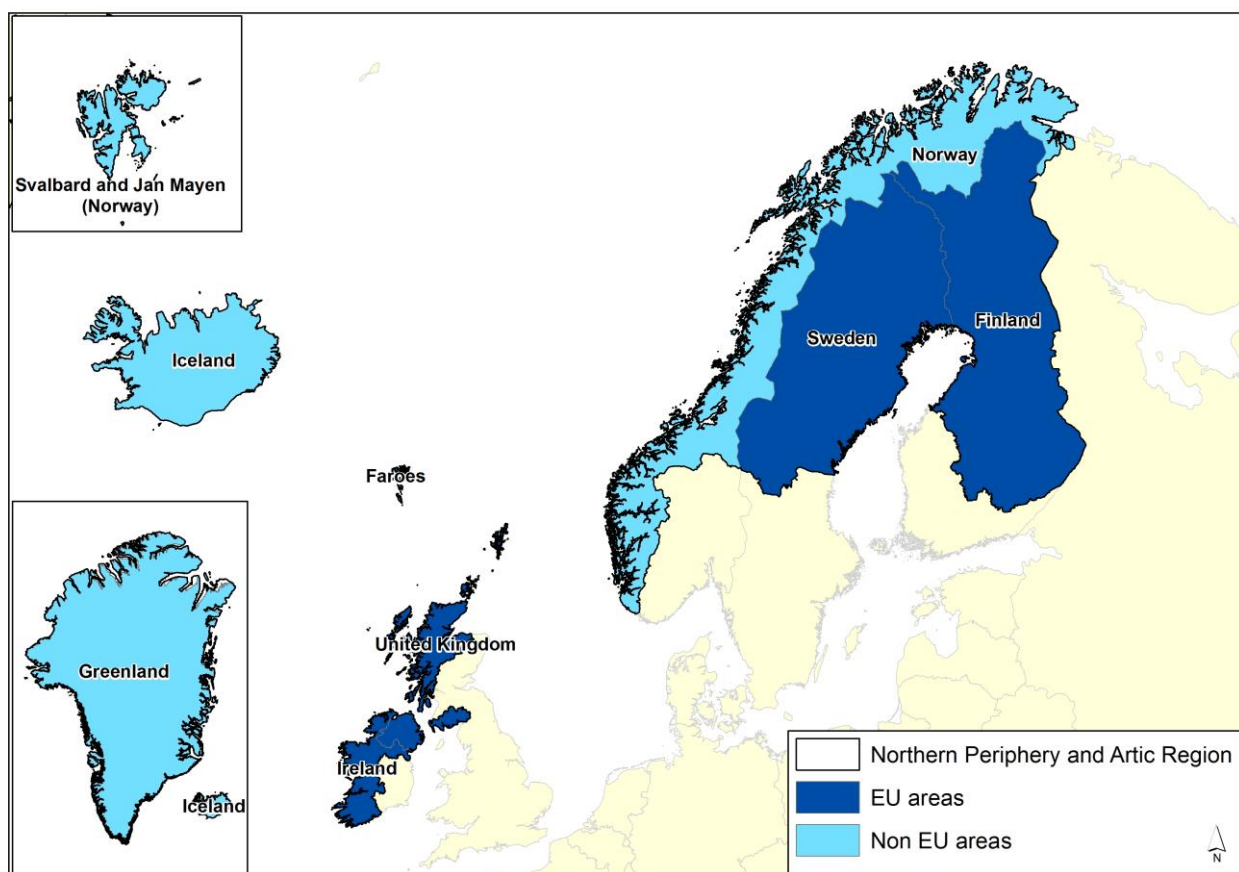 Svalbard and Jan Mayen
(Norway)
Norway
Iceland
Sweden
Finland
Faroes
United Kingdom
Greenland
Ireland
Iceland
Northern Periphery and Artic Region
EU areas
Non EU areas
N